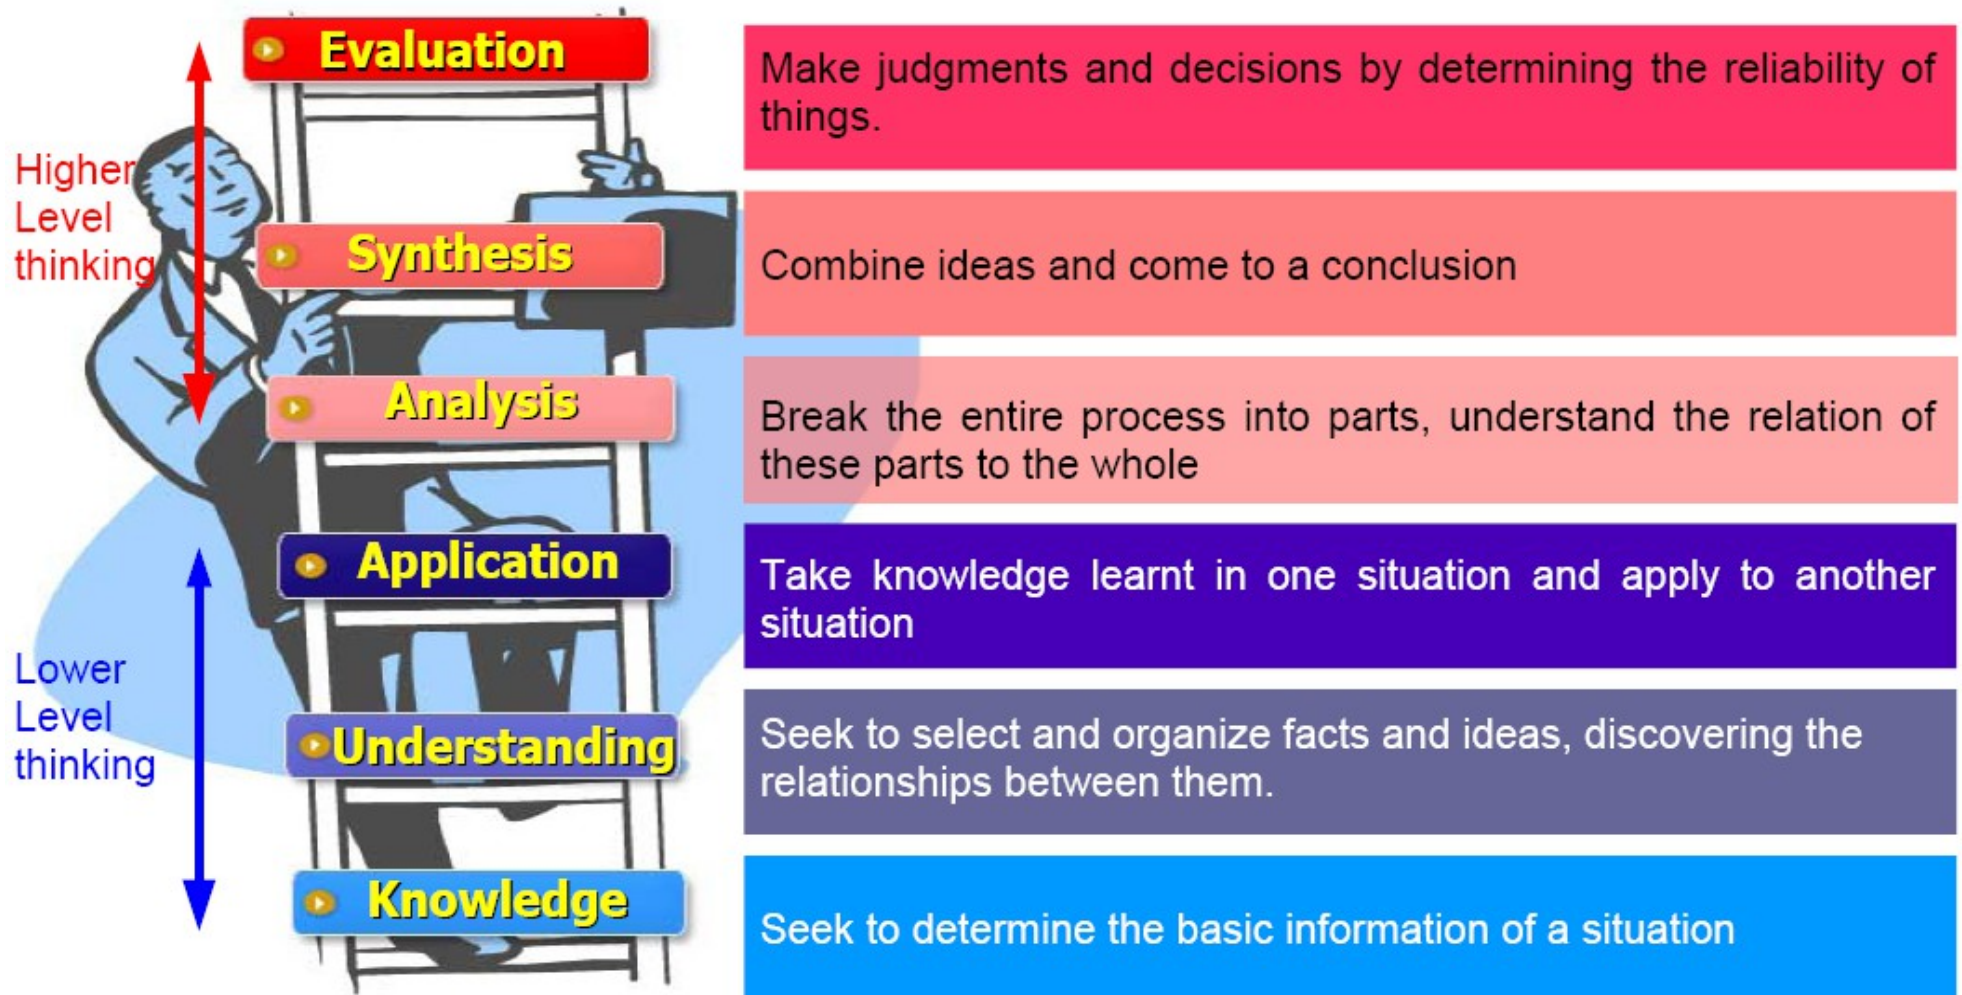 Evaluation
Make judgments and decisions by determining the reliability of
things.
Higher
Level
thinking
Synthesis
Combine ideas and come to a conclusion
Analysis
Break the entire process into parts, understand the relation of
these parts to the whole
Application
Take knowledge learnt in one situation and apply to another
situation
Lower
Level
thinking
Understanding
Seek to select and organize facts and ideas, discovering the
relationships between them.
Knowledge
Seek to determine the basic information of a situation